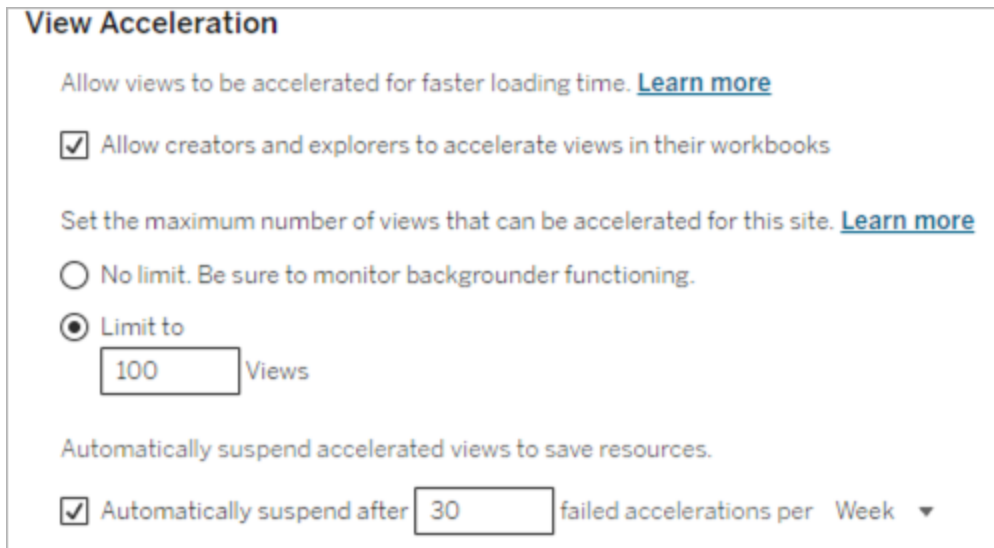 View Acceleration
Allow views to be accelerated for faster loading time. Learn more
Allow creators and explorers to accelerate views in their workbooks
Set the maximum number of views that can be accelerated for this site. Learn more
No limit. Be sure to monitor backgrounder functioning.
Limit to
100 Views
Automatically suspend accelerated views to save resources.
Automatically suspend after 30 failed accelerations per Week